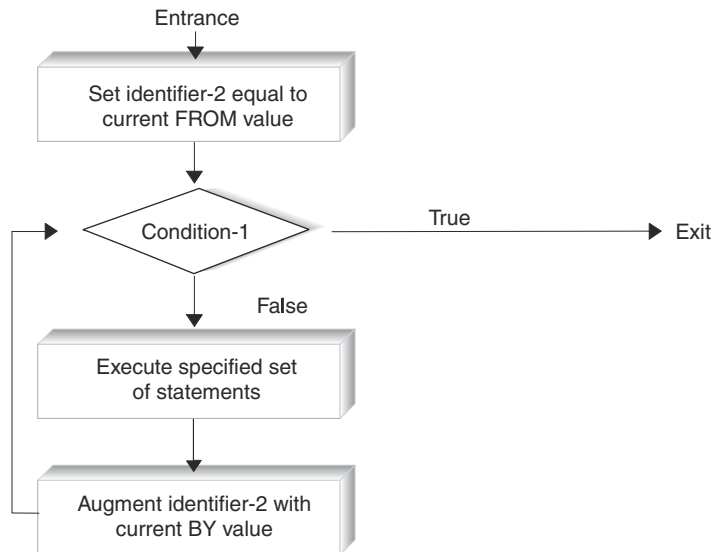 Entrance
Set identifier-2 equal to
current FROM value
Condition-1
True
Exit
False
Execute specified set
of statements
Augment identifier-2 with
current BY value